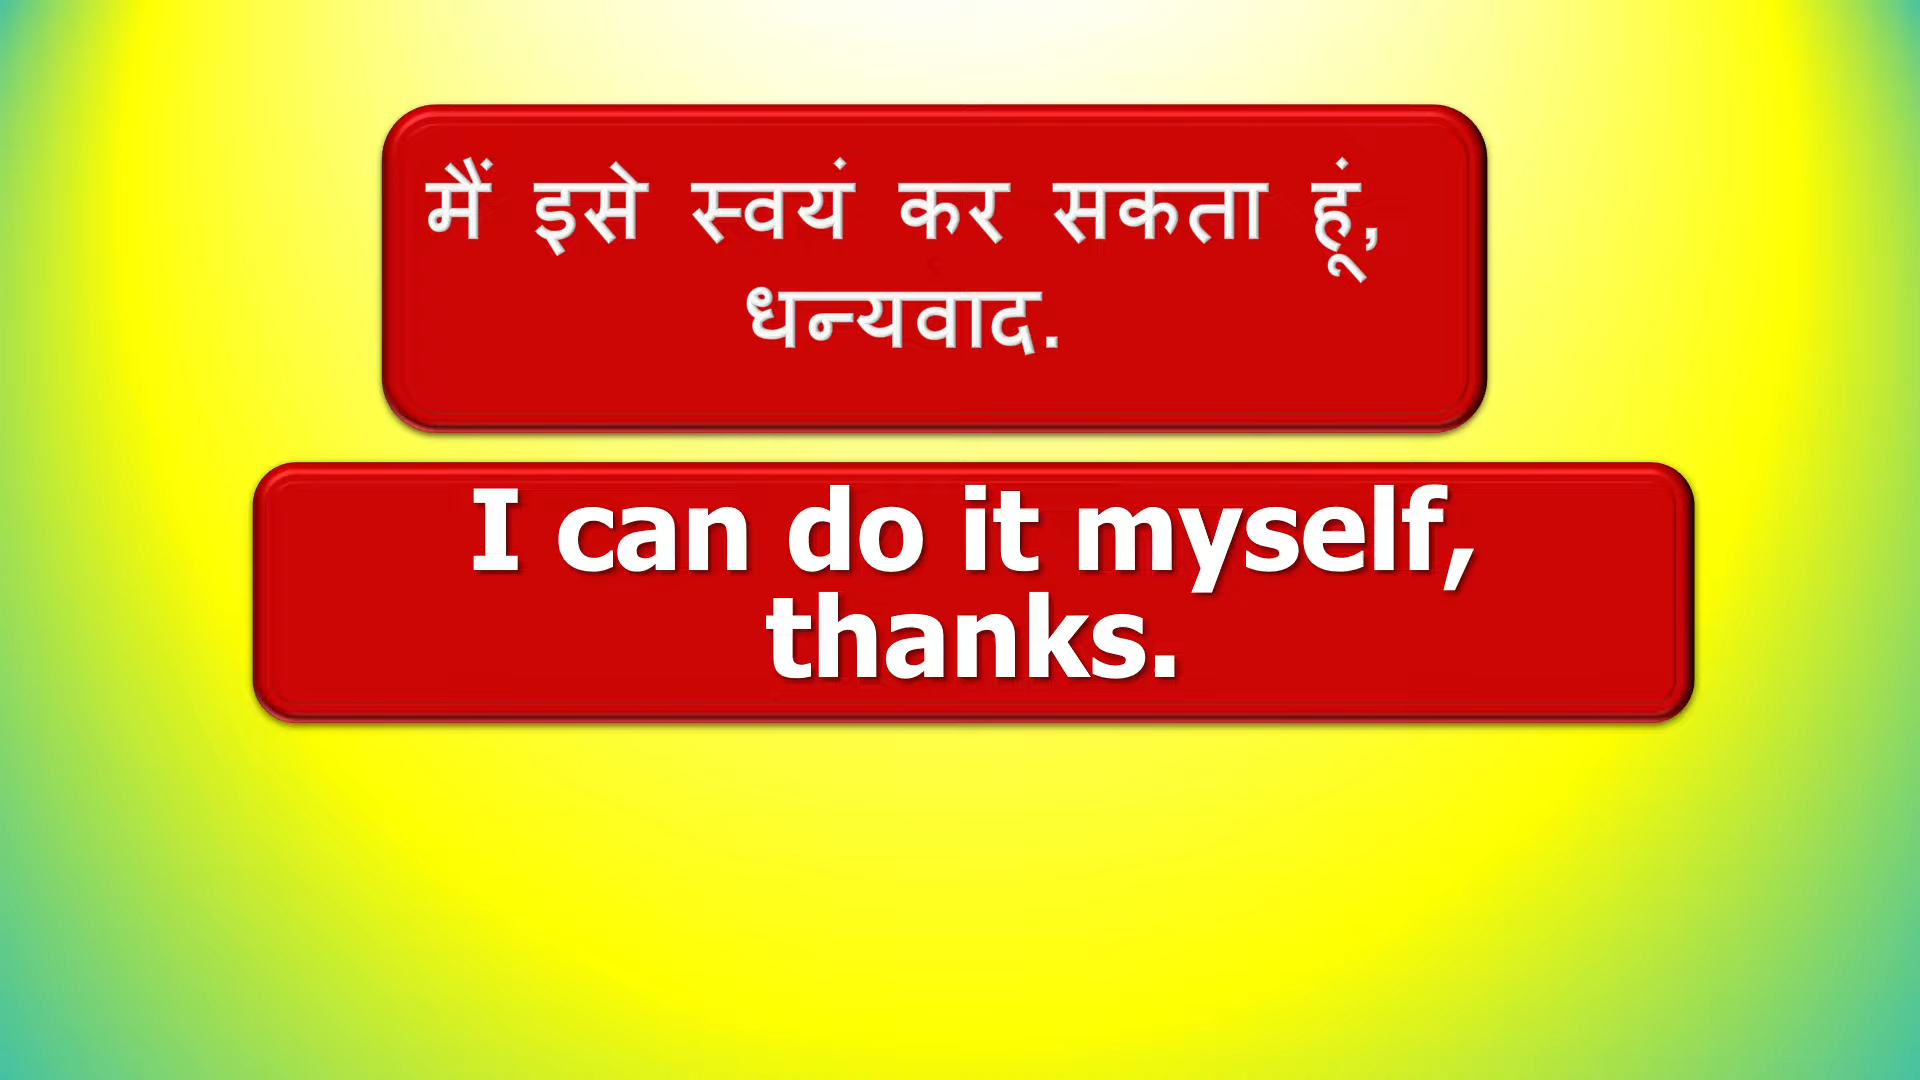 मैं इसे स्वयं कर सकता हूं,
धन्यवाद.
I can do it myself,
thanks.